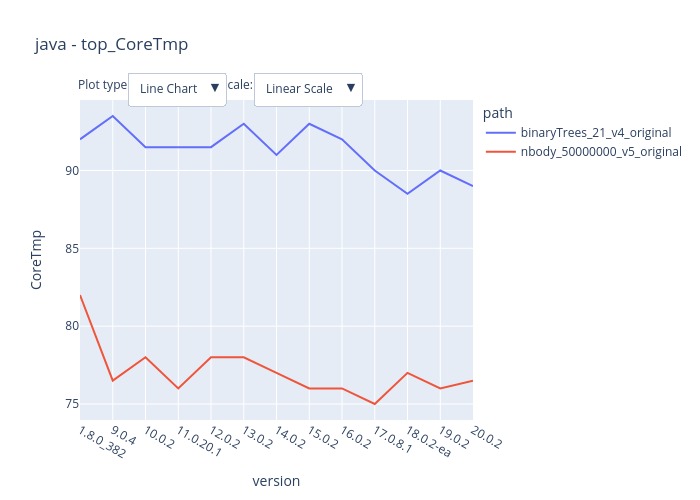 java - top_CoreTmp
Plot type
Line Chart ▼
cale:
Linear Scale ▼
path
binaryTrees_21_v4_original
nbody_50000000_v5_original
90
85
80
75
CoreTmp
1.8.0_382
9.0.4
10.0.2
11.0.20.1
12.0.2
13.0.2
14.0.2
15.0.2
16.0.2
17.0.8.1
18.0.2-ea
19.0.2
20.0.2
version